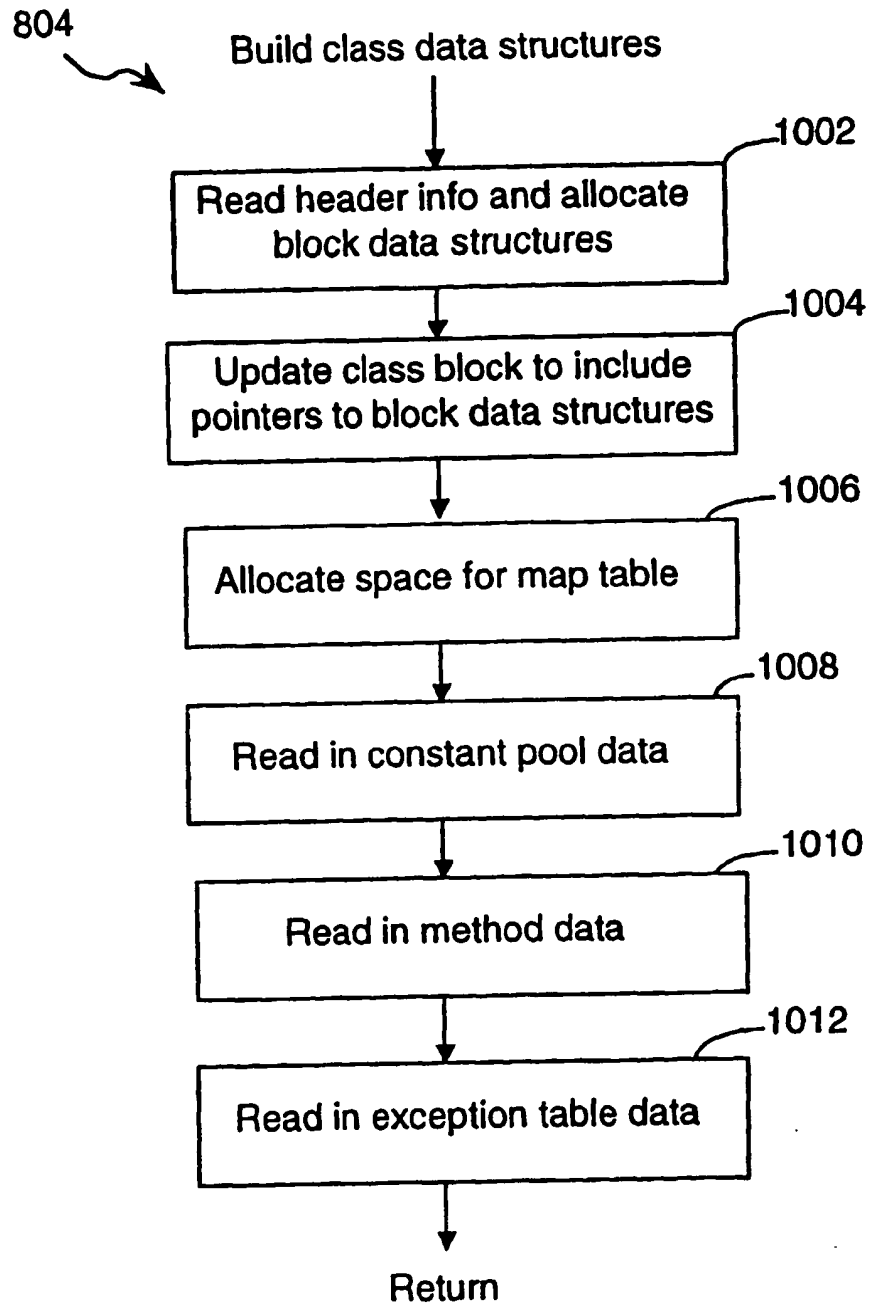 804
Build class data structures
1002
Read header info and allocate
block data structures
1004
Update class block to include
pointers to block data structures
1006
Allocate space for map table
1008
Read in constant pool data
1010
Read in method data
1012
Read in exception table data
Return